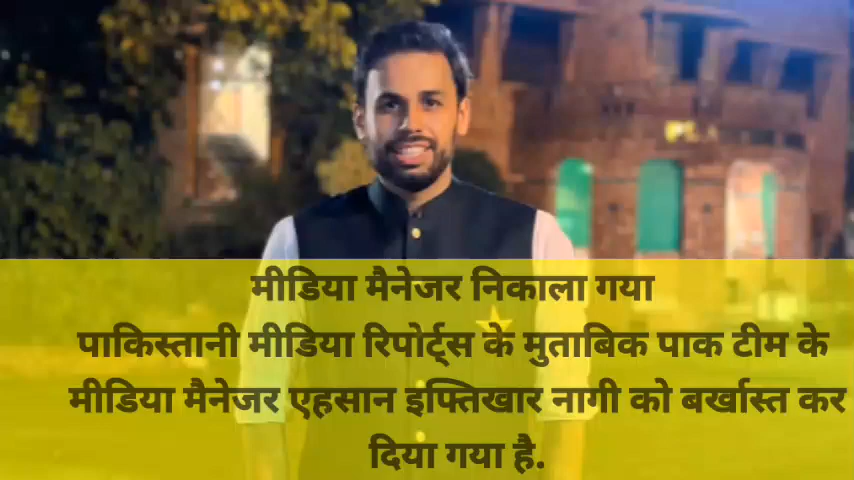 मीडिया मैनेजर निकाला गया
पाकिस्तानी मीडिया रिपोर्ट्स के मुताबिक पाक टीम के
मीडिया मैनेजर एहसान इफ्तिखार नागी को बर्खास्त कर
दिया गया है.